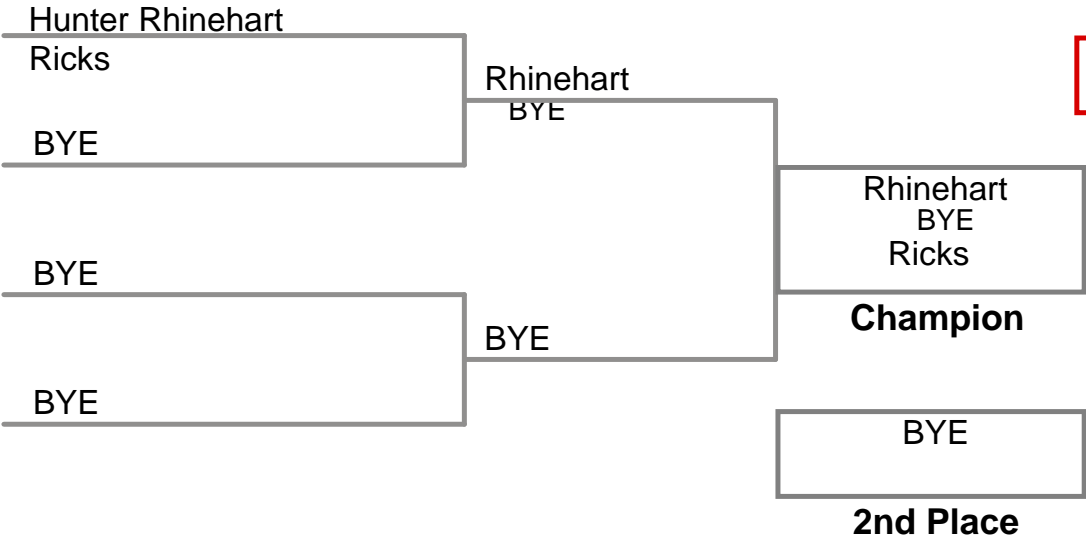 Hunter Rhinehart
Ricks
Rhinehart
BYE
BYE
Rhinehart
BYE
Ricks
BYE
Champion
BYE
BYE
BYE
2nd Place